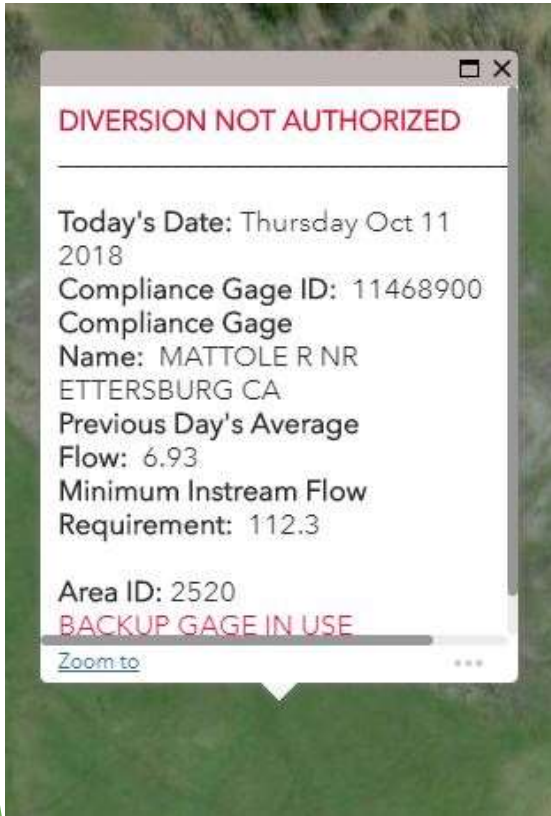 DIVERSION NOT AUTHORIZED
Today's Date: Thursday Oct 11
2018
Compliance Gage ID: 11468900
Compliance Gage
Name: MATTOLE R NR
ETTERSBURG CA
Previous Day's Average
Flow: 6.93
Minimum Instream Flow
Requirement: 112.3
Area ID: 2520
BACKUP GAGE IN USE
Zoom to